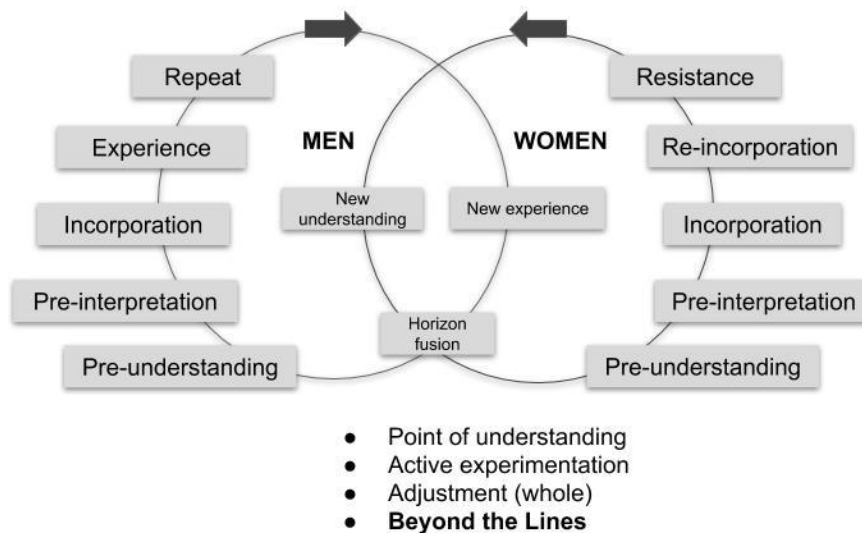 Repeat
Resistance
Experience
MEN
WOMEN
Re-incorporation
New
understanding
New experience
Incorporation
Incorporation
Pre-interpretation
Pre-interpretation
Horizon
fusion
Pre-understanding
Pre-understanding
● Point of understanding
● Active experimentation
● Adjustment (whole)
● Beyond the Lines